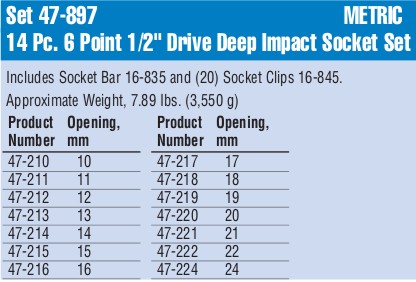 Set 47-897 METRIC
14 Pc. 6 Point 1/2" Drive Deep Impact Socket Set
Includes Socket Bar 16-835 and (20) Socket Clips 16-845.
Approximate Weight, 7.89 lbs. (3,550 g)
Product Opening, Product Opening,
Number mm Number mm
47-210 10 47-217 17
47-211 11 47-218 18
47-212 12 47-219 19
47-213 13 47-220 20
47-214 14 47-221 21
47-215 15 47-222 22
47-216 16 47-224 24